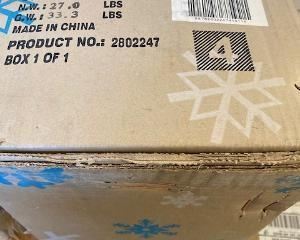 N.W.: 27.0 LBS
G.W.: 33.3 LBS
MADE IN CHINA
PRODUCT NO.: 2802247
BOX 1 OF 1
4